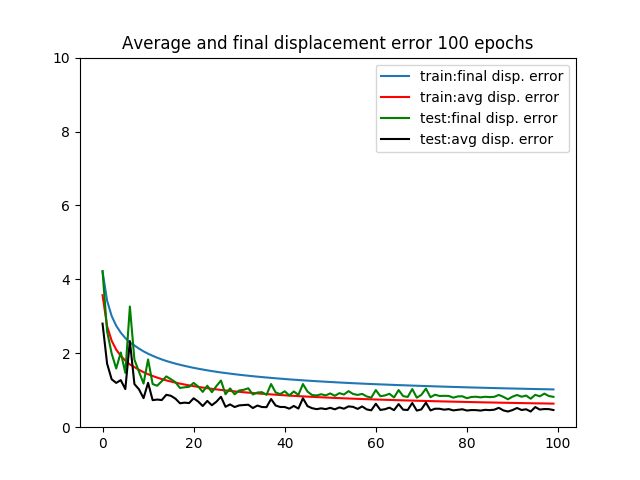 Average and final displacement error 100 epochs
train:final disp. error
train:avg disp. error
test:final disp. error
test:avg disp. error
10
8
6
4
2
0
0 20 40 60 80 100